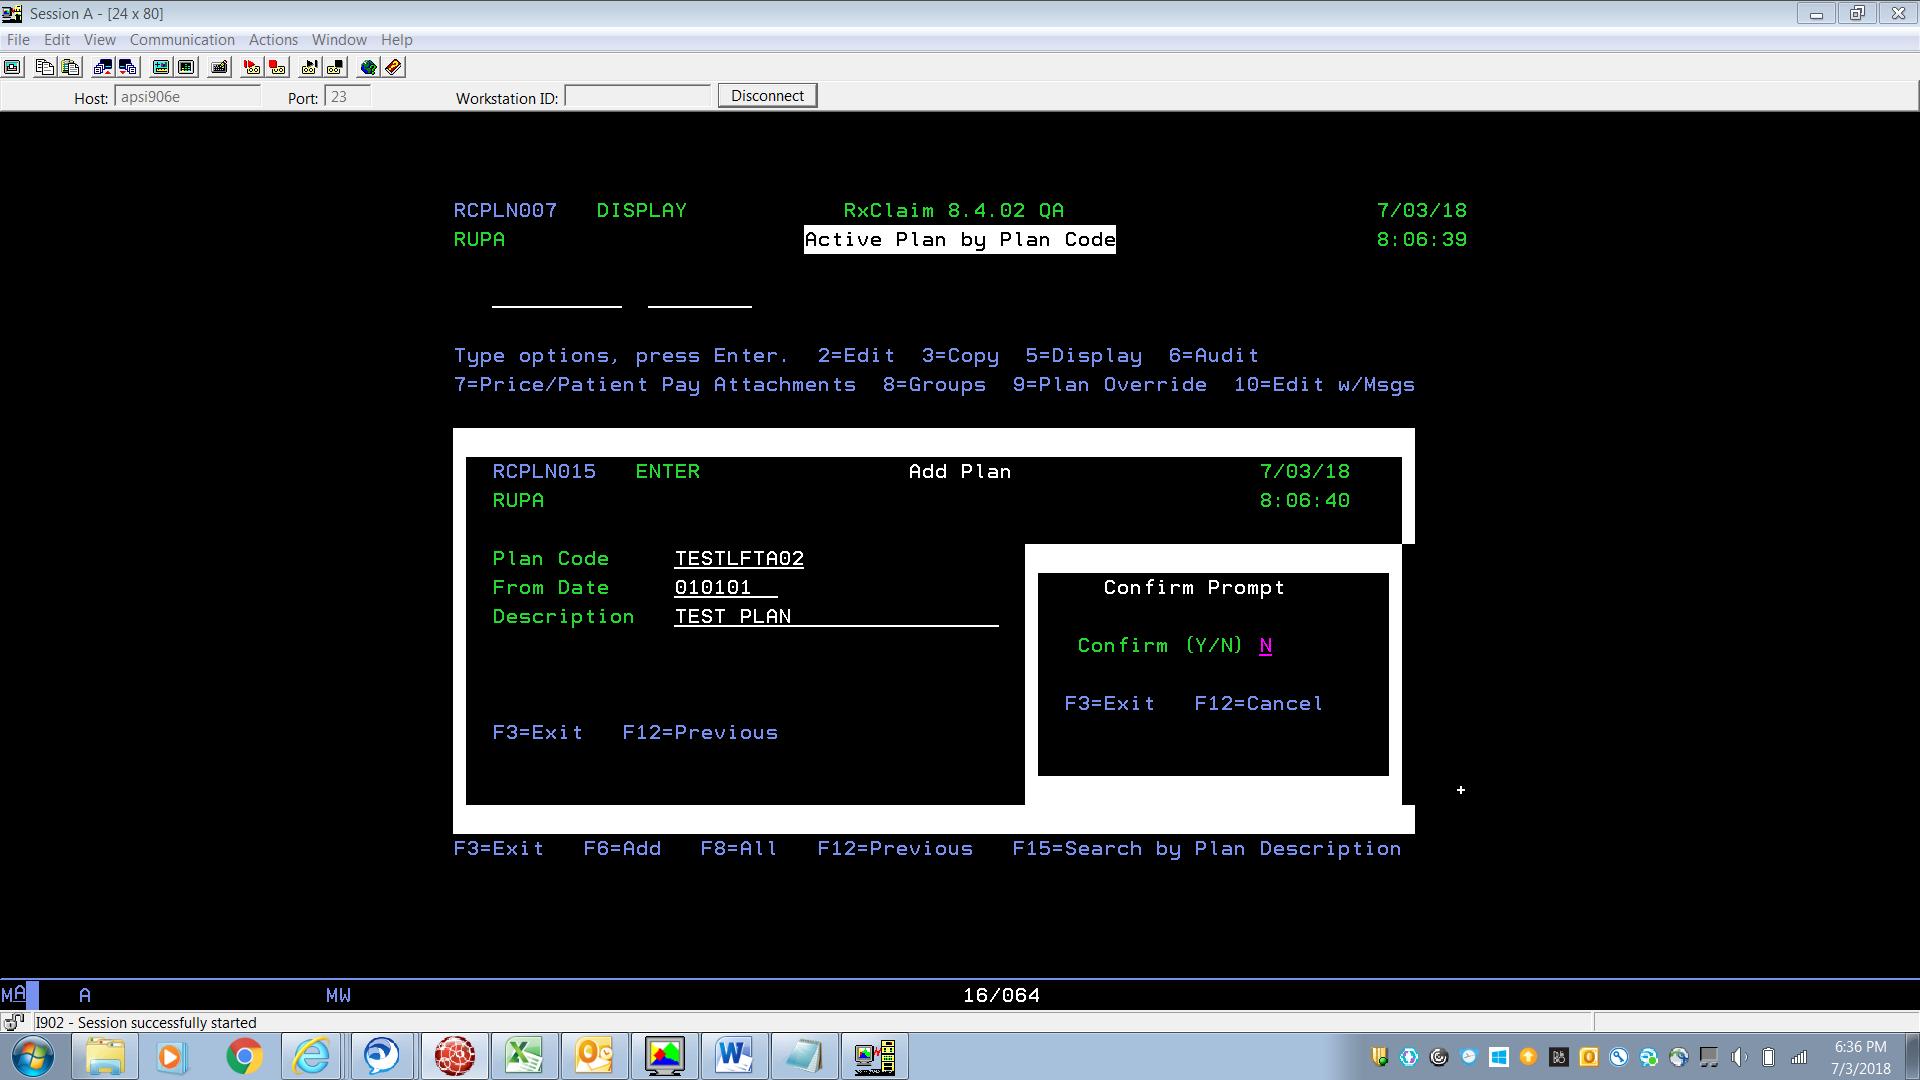 Session A - [24 x 80]
File Edit View Communication Actions Window Help
Host: apsi906e Port: 23 Workstation ID: Disconnect
RCPLN007 DISPLAY RxClaim 8.4.02 QA 7/03/18
RUPA Active Plan by Plan Code 8:06:39
Type options, press Enter. 2=Edit 3=Copy 5=Display 6=Audit
7=Price/Patient Pay Attachments 8=Groups 9=Plan Override 10=Edit w/Msgs
RCPLN015 ENTER Add Plan 7/03/18
RUPA 8:06:40
Plan Code TESTLFTA02
From Date 010101
Description TEST PLAN
Confirm Prompt
Confirm (Y/N) N
F3=Exit F12=Cancel
F3=Exit F12=Previous
+
F3=Exit F6=Add F8=All F12=Previous F15=Search by Plan Description
MA A MW 16/064
I902 - Session successfully started
6:36 PM
7/3/2018